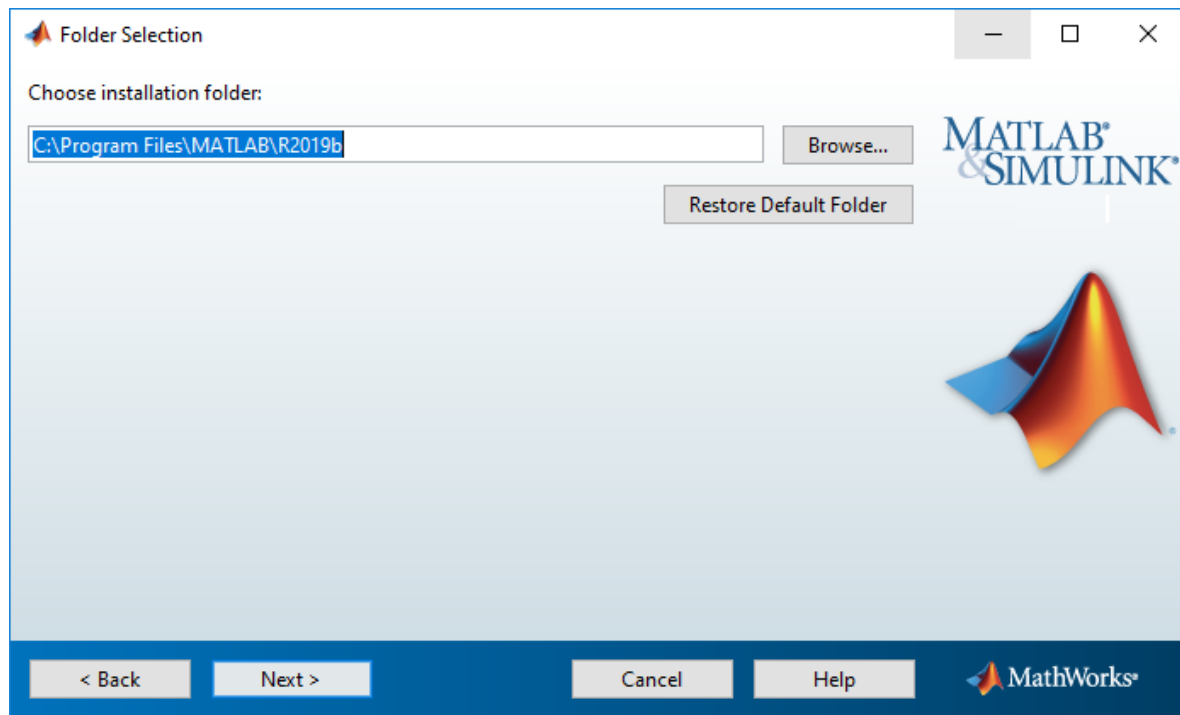 Folder Selection
Choose installation folder:
C:\Program Files\MATLAB\R2019b
Browse...
MATLAB®
&SIMULINK®
Restore Default Folder
< Back
Next >
Cancel
Help
MathWorks®